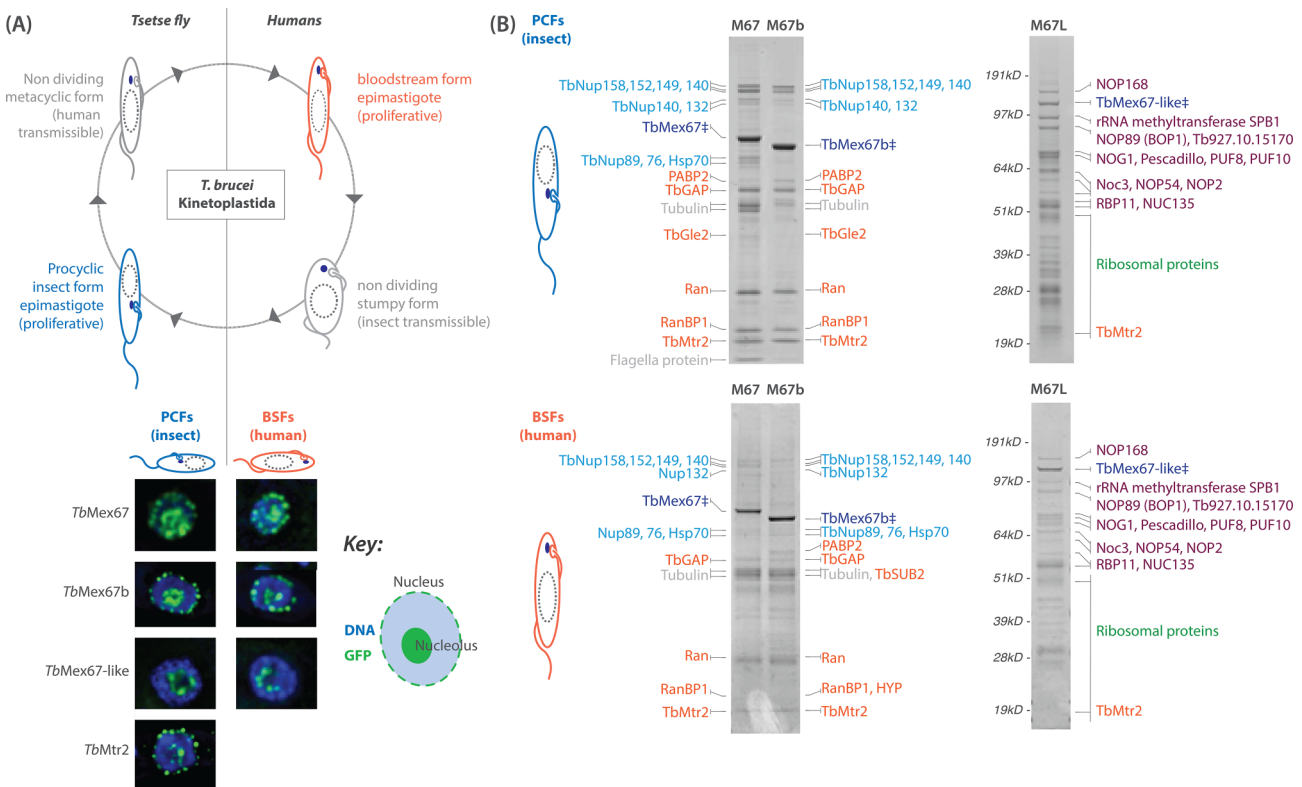 (A)
Tsetse fly
Humans
Non dividing
metacyclic form
(human
transmissible)
bloodstream form
epimastigote
(proliferative)
T. brucei
Kinetoplastida
Procyclic
insect form
epimastigote
(proliferative)
non dividing
stumpy form
(insect transmissible)
PCFs
(insect)
BSFs
(human)
TbMex67
TbMex67b
TbMex67-like
TbMtr2
Key:
Nucleus
DNA
GFP
Nucleolus
(B)
PCFs
(insect)
M67 M67b
TbNup158,152,149, 140
TbNup140, 132
TbMex67‡
TbNup89, 76, Hsp70
PABP2
TbGAP
Tubulin
TbGle2
Ran
RanBP1
TbMtr2
Flagella protein
TbNup158,152,149, 140
TbNup140, 132
TbMex67b‡
PABP2
TbGAP
Tubulin
TbGle2
Ran
RanBP1
TbMtr2
M67L
191kD
97kD
64kD
51kD
39kD
28kD
19kD
NOP168
TbMex67-like‡
rRNA methyltransferase SPB1
NOP89 (BOP1), Tb927.10.15170
NOG1, Pescadillo, PUF8, PUF10
Noc3, NOP54, NOP2
RBP11, NUC135
Ribosomal proteins
TbMtr2
BSFs
(human)
M67 M67b
TbNup158,152,149, 140
Nup132
TbMex67‡
Nup89, 76, Hsp70
TbGAP
Tubulin
Ran
RanBP1
TbMtr2
TbNup158,152,149, 140
TbNup132
TbMex67b‡
TbNup89, 76, Hsp70
PABP2
TbGAP
Tubulin, TbSUB2
Ran
RanBP1, HYP
TbMtr2
M67L
191kD
97kD
64kD
51kD
39kD
28kD
19kD
NOP168
TbMex67-like‡
rRNA methyltransferase SPB1
NOP89 (BOP1), Tb927.10.15170
NOG1, Pescadillo, PUF8, PUF10
Noc3, NOP54, NOP2
RBP11, NUC135
Ribosomal proteins
TbMtr2